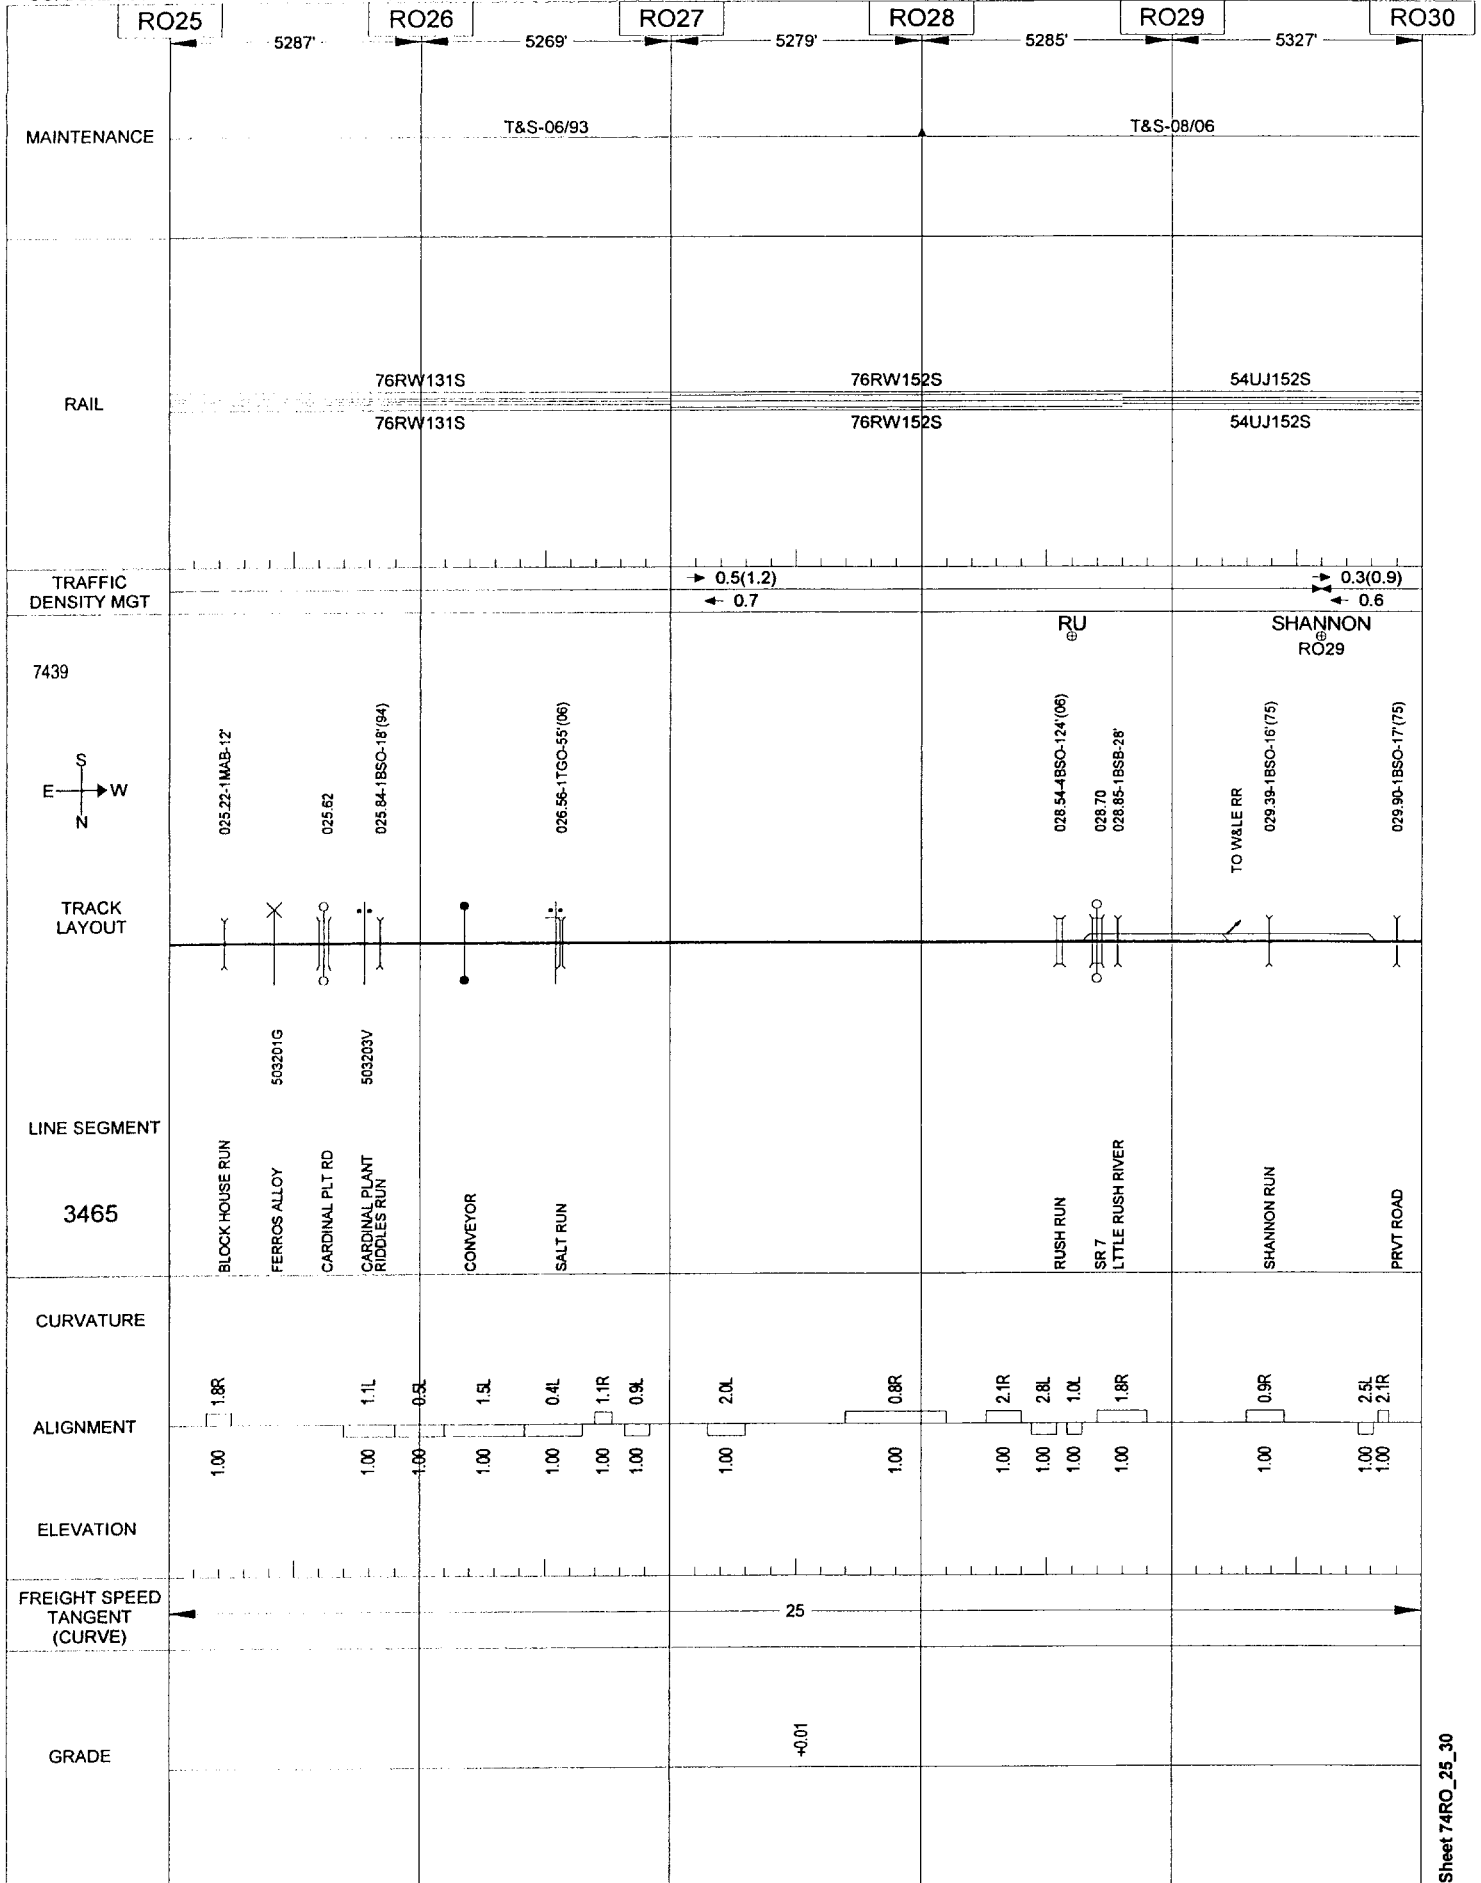 RO25 RO26 RO27 RO28 RO29 RO30
5287' 5269' 5279' 5285' 5327'
MAINTENANCE
T&S-06/93 T&S-08/06
RAIL
76RW131S 76RW152S 54UJ152S
76RW131S 76RW152S 54UJ152S
TRAFFIC
DENSITY MGT
0.5(1.2) 0.3(0.9)
0.7 0.6
RU SHANNON
RO29
7439
S
E W
N
025.22-1MAB-12'
025.62
025.84-1BSO-18'(94)
026.56-1TGO-55'(06)
028.54-4BSO-124'(06)
028.70
028.85-1BSB-28'
TO W&LE RR
029.39-1BSO-16'(75)
029.90-1BSO-17'(75)
TRACK
LAYOUT
503201G
503203V
LINE SEGMENT
3465
BLOCK HOUSE RUN
FERROS ALLOY
CARDINAL PLT RD
CARDINAL PLANT
RIDDLES RUN
CONVEYOR
SALT RUN
RUSH RUN
SR 7
LTTLE RUSH RIVER
SHANNON RUN
PRVT ROAD
CURVATURE
1.8R 1.1L 0.5L 1.5L 0.4L 1.1R 0.9L 2.0L 0.8R 2.1R 2.8L 1.0L 1.8R 0.9R 2.5L 2.1R
ALIGNMENT
1.00 1.00 1.00 1.00 1.00 1.00 1.00 1.00 1.00 1.00 1.00 1.00 1.00 1.00 1.00 1.00
ELEVATION
FREIGHT SPEED
TANGENT
(CURVE)
25
GRADE
+0.01
Sheet 74RO_25_30